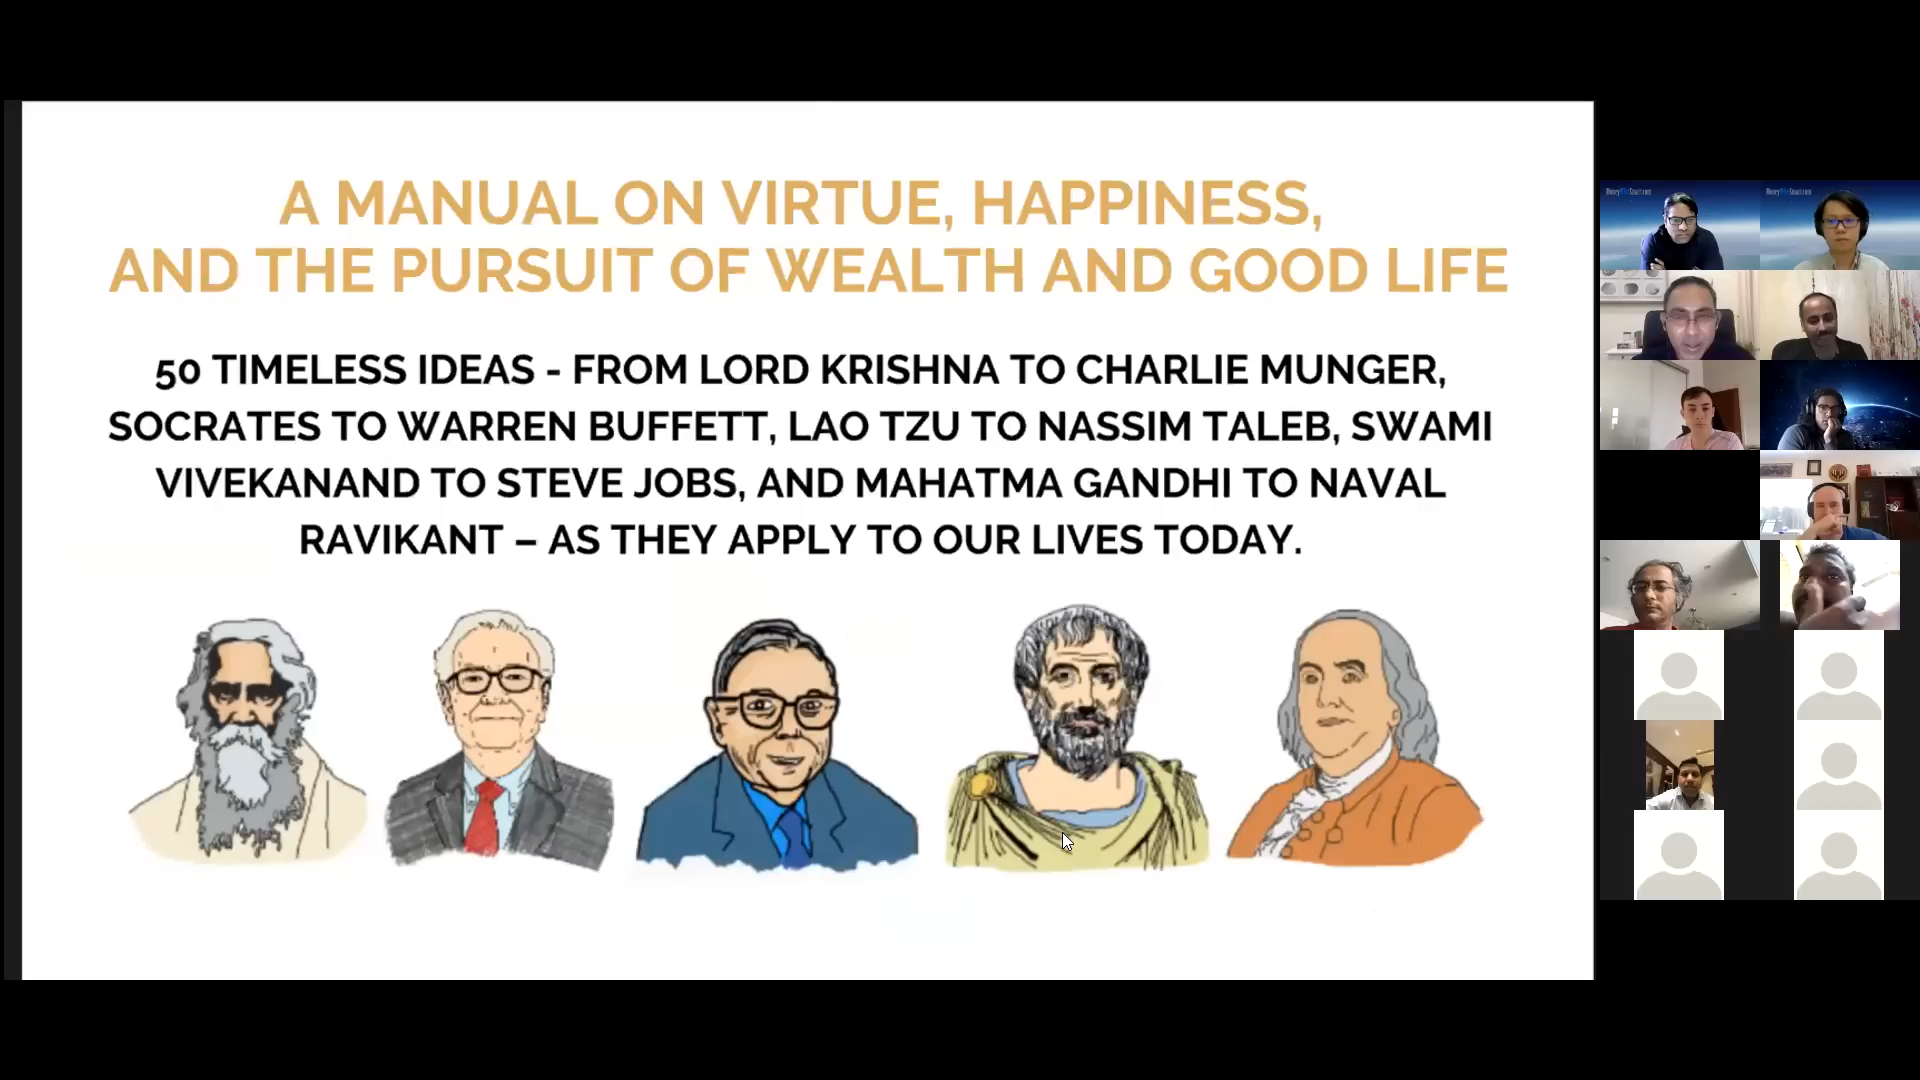 A MANUAL ON VIRTUE, HAPPINESS,
AND THE PURSUIT OF WEALTH AND GOOD LIFE
50 TIMELESS IDEAS - FROM LORD KRISHNA TO CHARLIE MUNGER,
SOCRATES TO WARREN BUFFETT, LAO TZU TO NASSIM TALEB, SWAMI
VIVEKANAND TO STEVE JOBS, AND MAHATMA GANDHI TO NAVAL
RAVIKANT – AS THEY APPLY TO OUR LIVES TODAY.